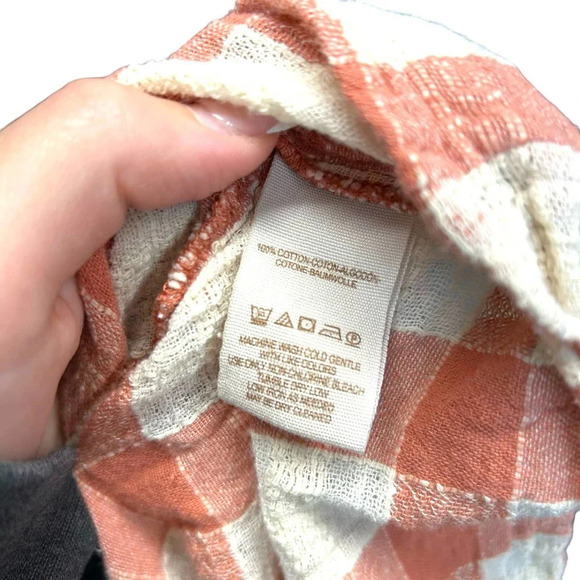 100% COTTON-COTON-ALGODÓN-
COTONE-BAUMWOLLE
MACHINE WASH COLD GENTLE
WITH LIKE COLORS
USE ONLY NON-CHLORINE BLEACH
TUMBLE DRY LOW
LOW IRON AS NEEDED
MAY BE DRY CLEANED